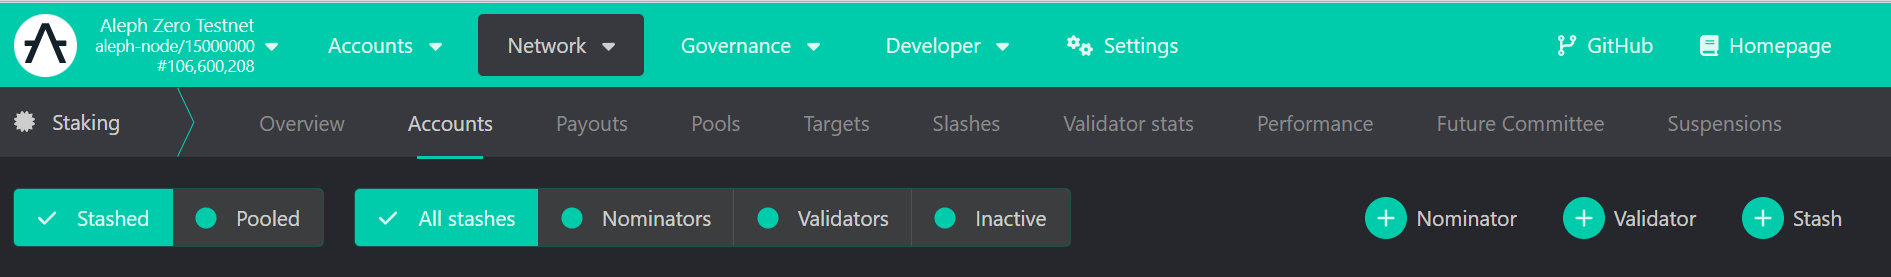 Aleph Zero Testnet
aleph-node/15000000
#106,600,208
Accounts Network Governance Developer Settings GitHub Homepage
Staking Overview Accounts Payouts Pools Targets Slashes Validator stats Performance Future Committee Suspensions
Stashed Pooled All stashes Nominators Validators Inactive Nominator Validator Stash